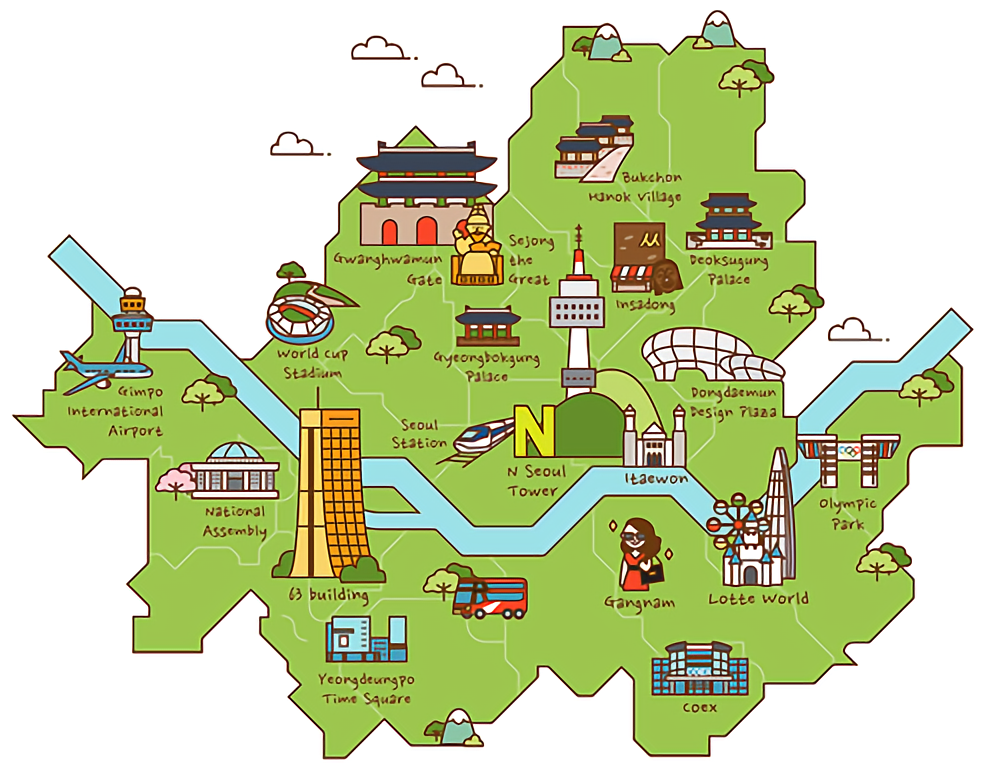 Bukchon
Hanok Village
Gwanghwamun
Gate
Sejong
the
Great
Deoksugung
Palace
Insadong
World cup
Stadium
Gyeongbokgung
Palace
Gimpo
International
Airport
Dongdaemun
Design Plaza
Seoul
Station
N
N Seoul
Tower
Itaewon
National
Assembly
Olympic
Park
63 building
Gangnam
Lotte World
Yeongdeungpo
Time Square
Coex